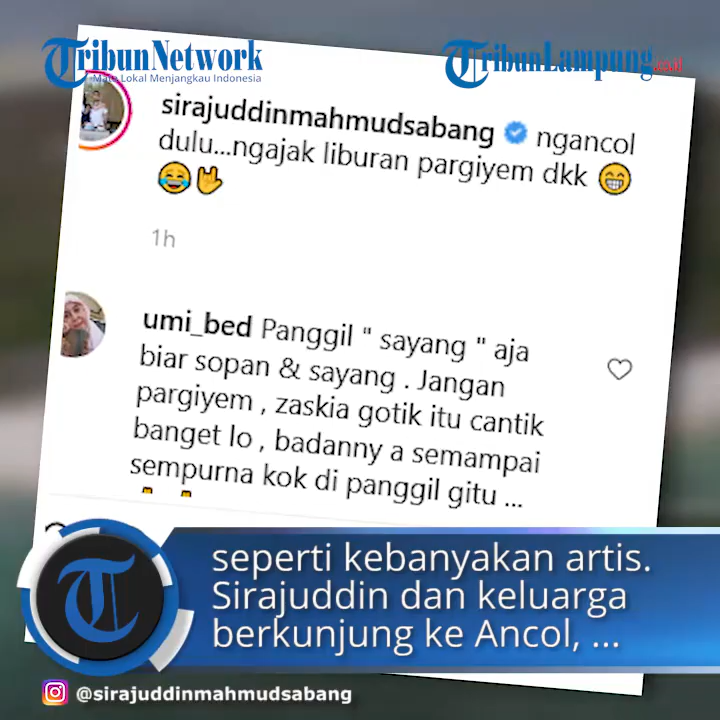 TribunNetwork
Mata Lokal Menjangkau Indonesia
TribunLampung.co.id
sirajuddinmahmudsabang ngancol
dulu...ngajak liburan pargiyem dkk 😁
😂🤟
1h
umi_bed Panggil " sayang " aja
biar sopan & sayang . Jangan
pargiyem , zaskia gotik itu cantik
banget lo , badanny a semampai
sempurna kok di panggil gitu ...
seperti kebanyakan artis.
Sirajuddin dan keluarga
berkunjung ke Ancol, ...
@sirajuddinmahmudsabang